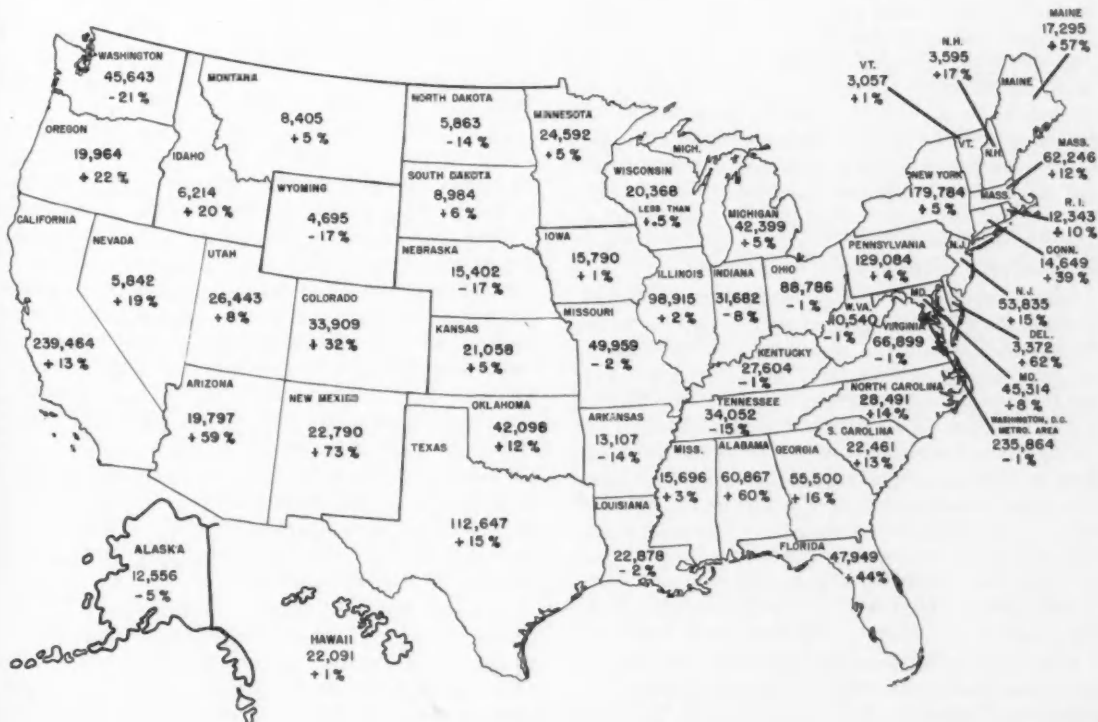 WASHINGTON
45,643
-21%
OREGON
19,964
+22%
CALIFORNIA
239,464
+13%
NEVADA
5,842
+19%
IDAHO
6,214
+20%
MONTANA
8,405
+5%
WYOMING
4,695
-17%
UTAH
26,443
+8%
COLORADO
33,909
+32%
ARIZONA
19,797
+59%
NEW MEXICO
22,790
+73%
NORTH DAKOTA
5,863
-14%
SOUTH DAKOTA
8,984
+6%
NEBRASKA
15,402
-17%
KANSAS
21,058
+5%
OKLAHOMA
42,098
+12%
TEXAS
112,647
+15%
MINNESOTA
24,592
+5%
IOWA
15,790
+1%
MISSOURI
49,959
-2%
ARKANSAS
13,107
-14%
LOUISIANA
22,878
-2%
WISCONSIN
20,368
LESS THAN
+.5%
MICH.
MICHIGAN
42,399
+5%
ILLINOIS
98,915
+2%
INDIANA
31,682
-8%
OHIO
88,786
-1%
KENTUCKY
27,604
-1%
TENNESSEE
34,052
-15%
MISS.
15,696
+3%
ALABAMA
60,867
+60%
GEORGIA
55,500
+16%
FLORIDA
47,949
+44%
S. CAROLINA
22,461
+13%
NORTH CAROLINA
28,491
+14%
VIRGINIA
66,899
-1%
W.VA.
10,540
-1%
MD.
PENNSYLVANIA
129,084
+4%
N.J.
NEW YORK
179,784
+5%
VT.
N.H.
MAINE
MASS.
VT.
3,057
+1%
N.H.
3,595
+17%
MAINE
17,295
+57%
MASS.
62,246
+12%
R.I.
12,343
+10%
CONN.
14,649
+39%
N.J.
53,835
+15%
DEL.
3,372
+62%
MD.
45,314
+8%
WASHINGTON, D.C.
METRO. AREA
235,864
-1%
ALASKA
12,556
-5%
HAWAII
22,091
+1%